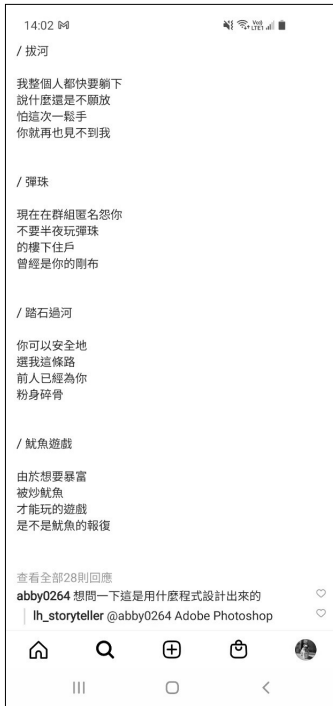 14:02
/ 拔河
我整個人都快要躺下
說什麼還是不願放
怕這次一鬆手
你就再也見不到我
/ 彈珠
現在在群組匿名怨你
不要半夜玩彈珠
的樓下住戶
曾經是你的剛布
/ 踏石過河
你可以安全地
選我這條路
前人已經為你
粉身碎骨
/ 魷魚遊戲
由於想要暴富
被炒魷魚
才能玩的遊戲
是不是魷魚的報復
查看全部28則回應
abby0264 想問一下這是用什麼程式設計出來的
lh_storyteller @abby0264 Adobe Photoshop